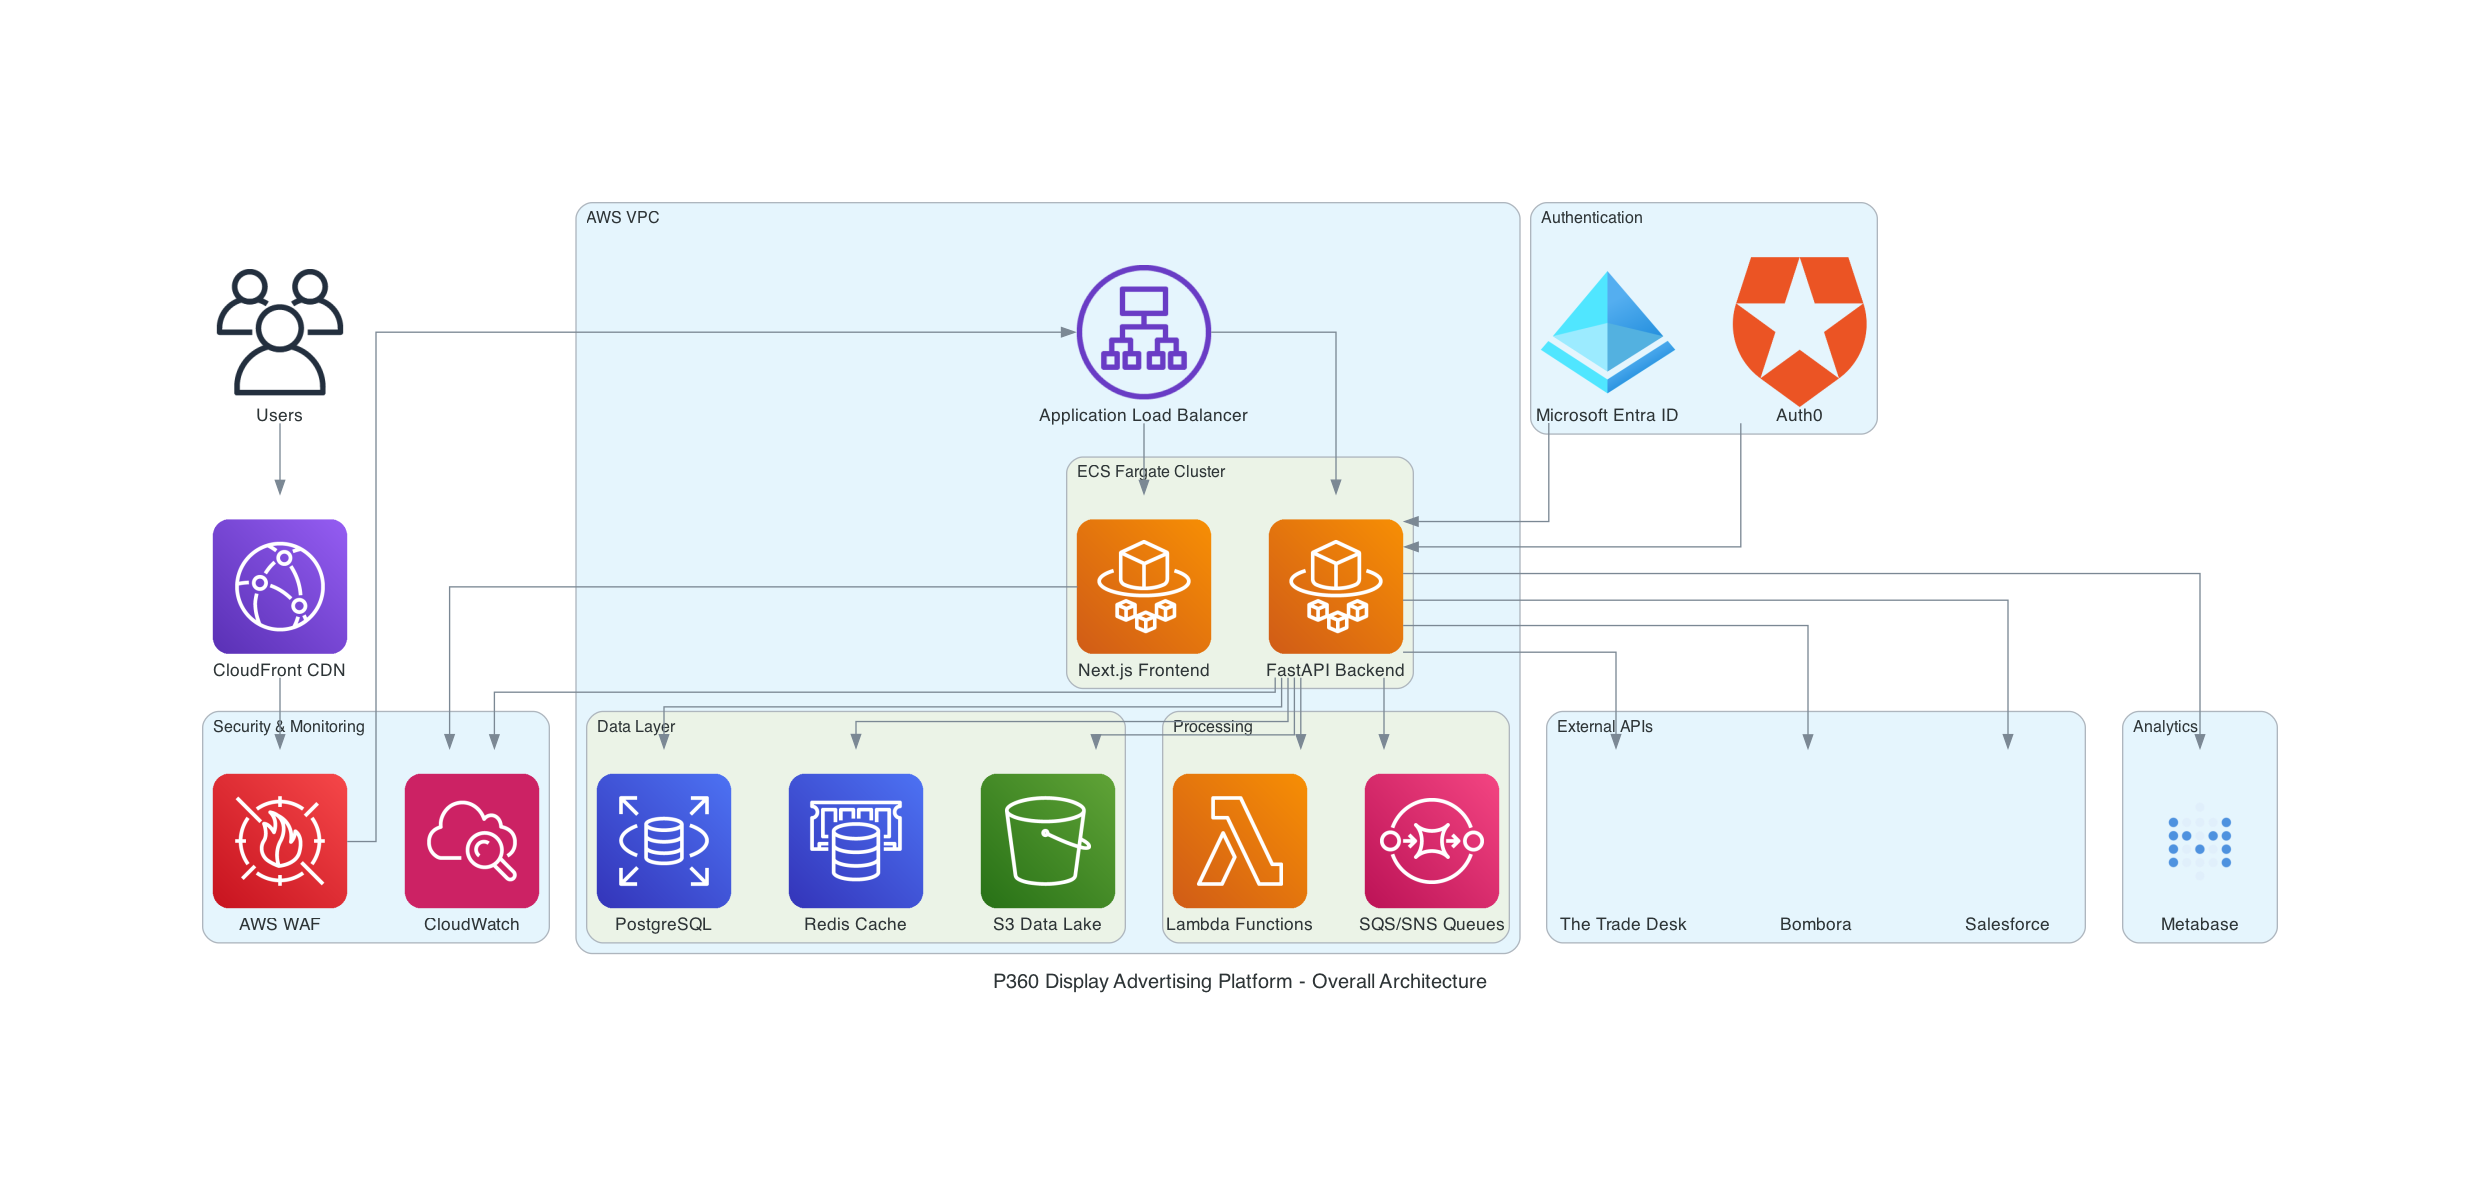 AWS VPC
Authentication
Users
Application Load Balancer
Microsoft Entra ID
Auth0
ECS Fargate Cluster
CloudFront CDN
Next.js Frontend
FastAPI Backend
Security & Monitoring
Data Layer
Processing
External APIs
Analytics
AWS WAF
CloudWatch
PostgreSQL
Redis Cache
S3 Data Lake
Lambda Functions
SQS/SNS Queues
The Trade Desk
Bombora
Salesforce
Metabase
P360 Display Advertising Platform - Overall Architecture